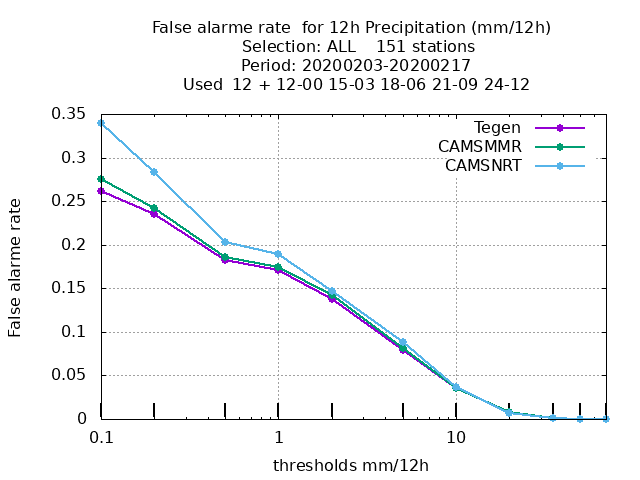 False alarme rate  for 12h Precipitation (mm/12h)
Selection: ALL    151 stations
Period: 20200203-20200217
Used  12 + 12-00 15-03 18-06 21-09 24-12
0.35
0.3
0.25
0.2
0.15
0.1
0.05
0
False alarme rate
Tegen
CAMSMMR
CAMSNRT
0.1
1
10
thresholds mm/12h